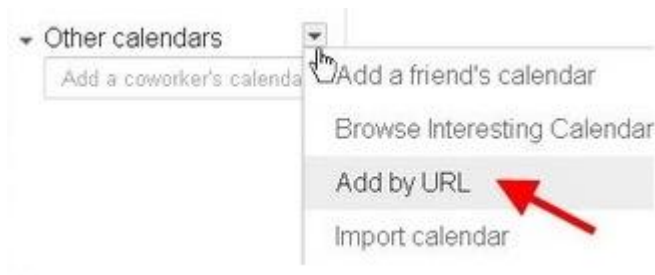 Other calendars
Add a coworker's calenda
Add a friend's calendar
Browse Interesting Calendar
Add by URL
Import calendar